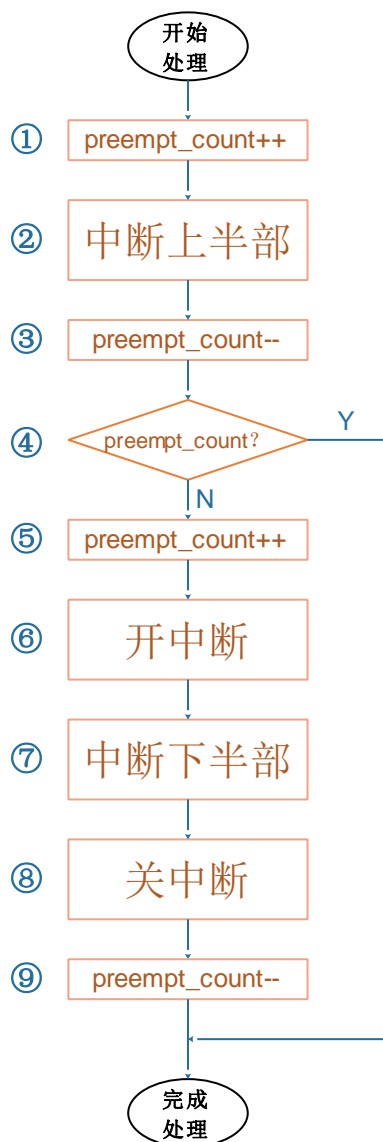 开始
处理
① preempt_count++
② 中断上半部
③ preempt_count--
④ preempt_count?
Y
N
⑤ preempt_count++
⑥ 开中断
⑦ 中断下半部
⑧ 关中断
⑨ preempt_count--
完成
处理